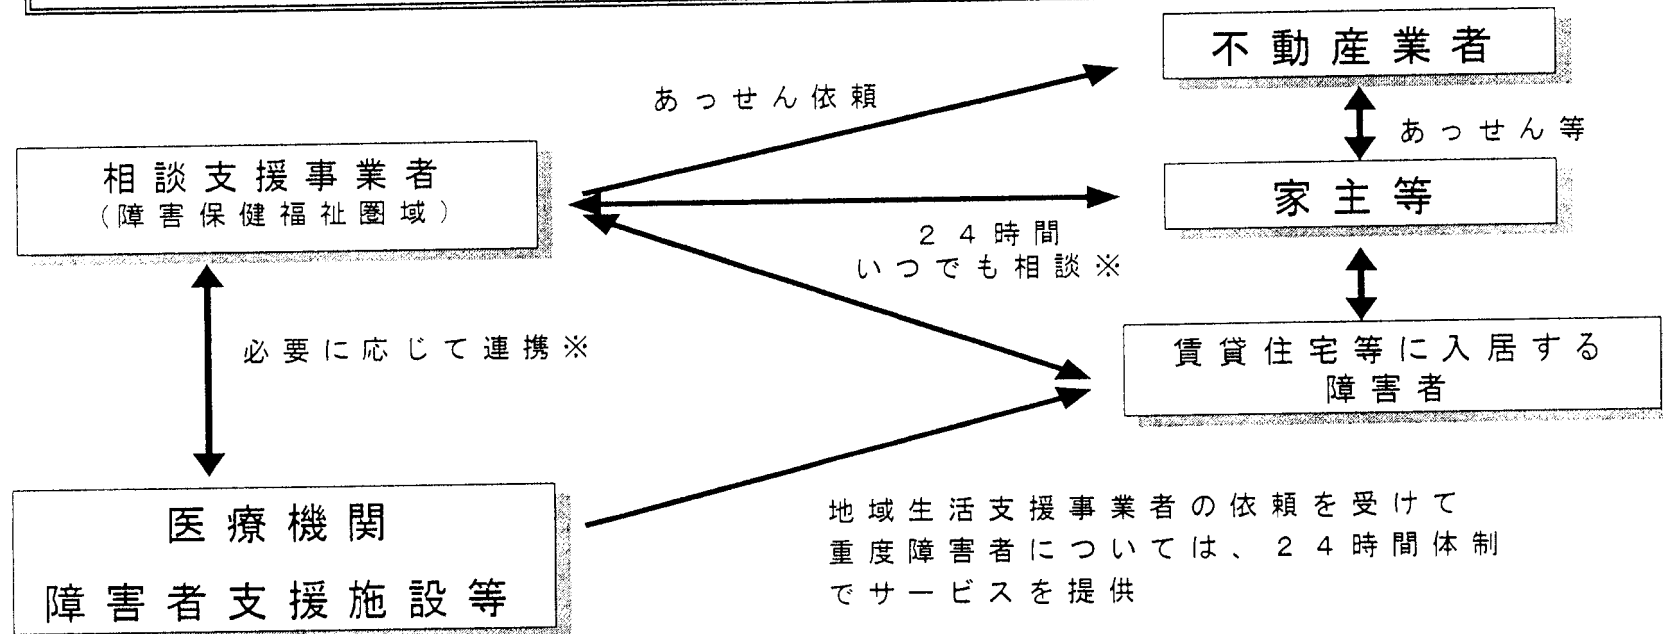 不動産業者
あっせん依頼
あっせん等
相談支援事業者
（障害保健福祉圏域）
家主等
２４時間
いつでも相談※
必要に応じて連携※
賃貸住宅等に入居する
障害者
医療機関
障害者支援施設等
地域生活支援事業者の依頼を受けて
重度障害者については、２４時間体制
でサービスを提供